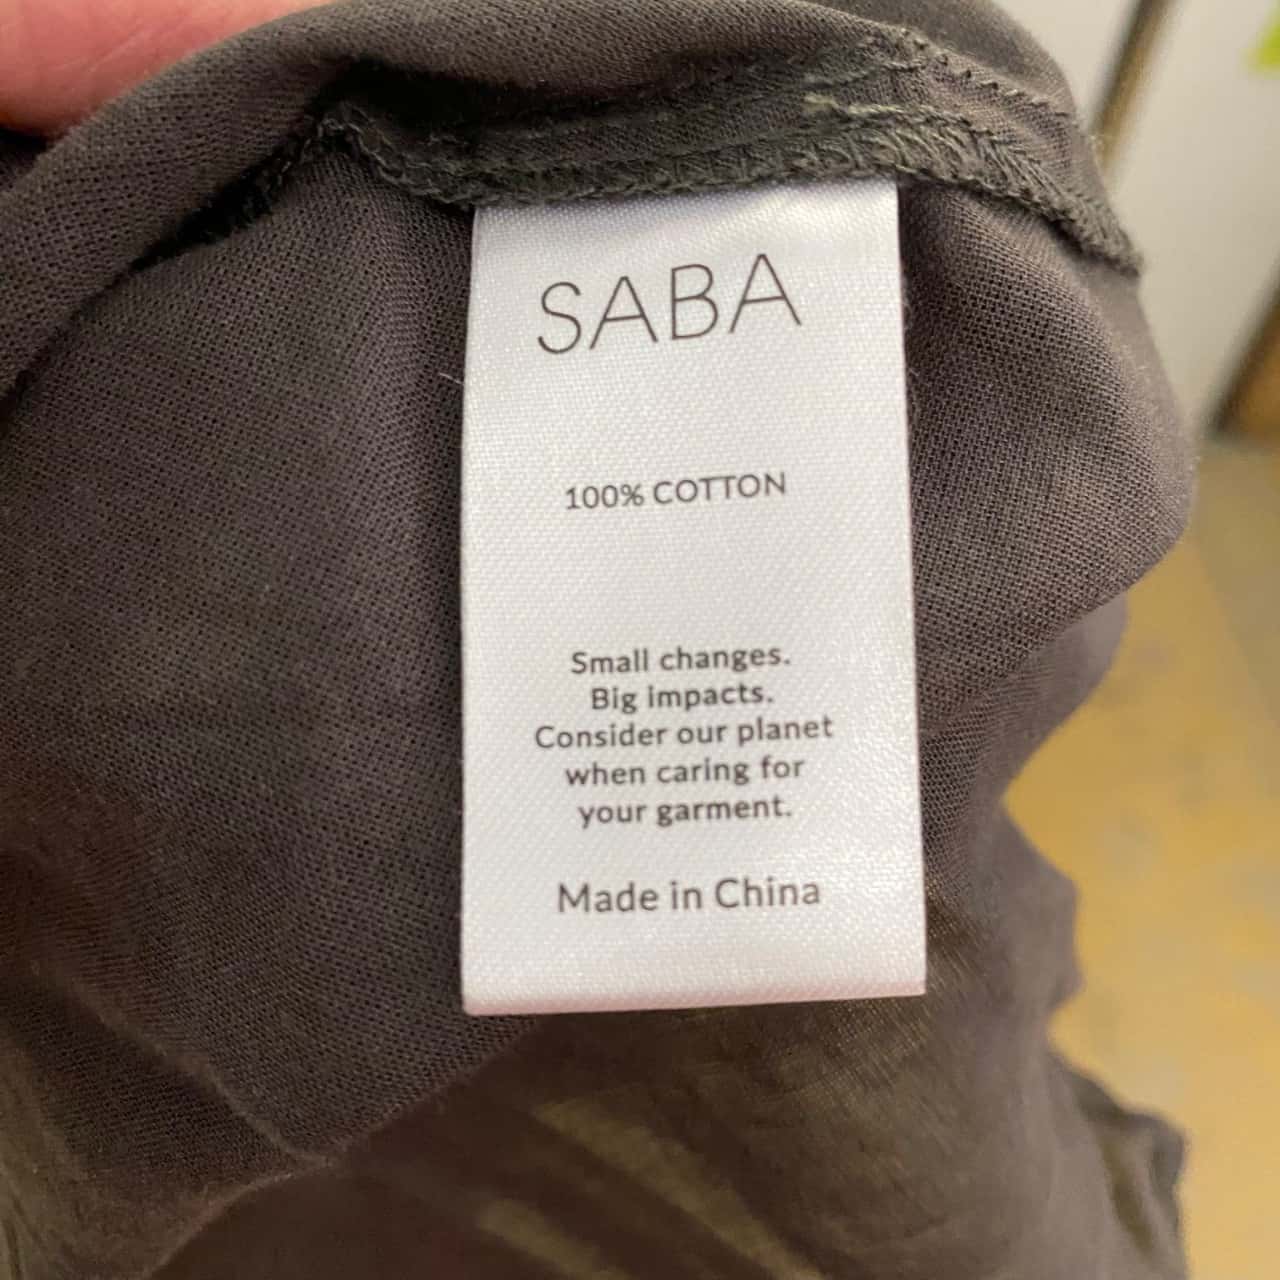 SABA
100% COTTON
Small changes.
Big impacts.
Consider our planet
when caring for
your garment.
Made in China